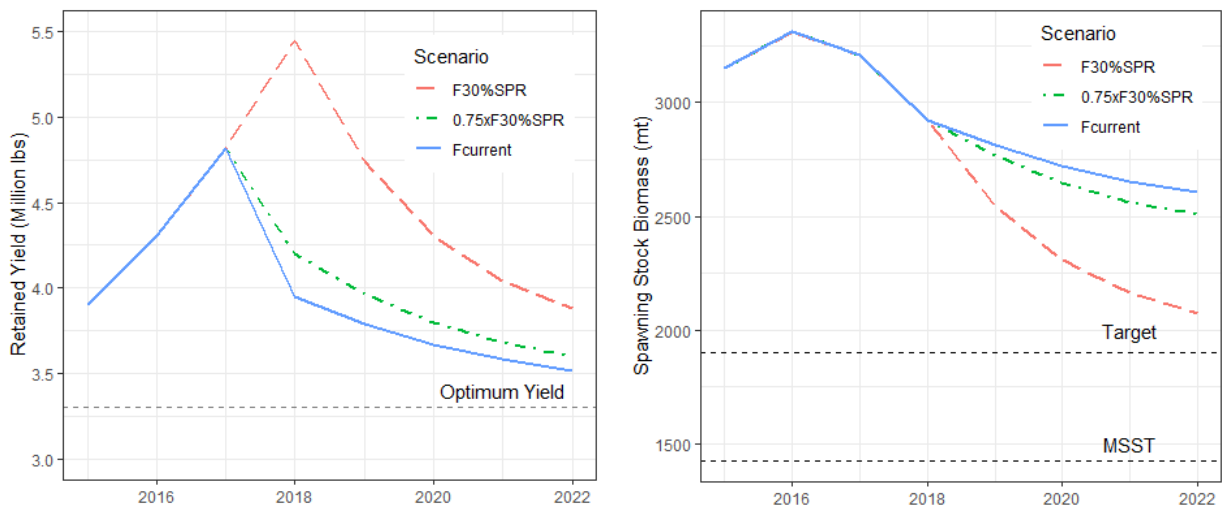 Retained Yield (Million lbs)
5.5
5.0
4.5
4.0
3.5
3.0
Scenario
F30%SPR
0.75xF30%SPR
Fcurrent
Optimum Yield
2016
2018
2020
2022
Spawning Stock Biomass (mt)
3000
2500
2000
1500
Scenario
F30%SPR
0.75xF30%SPR
Fcurrent
Target
MSST
2016
2018
2020
2022